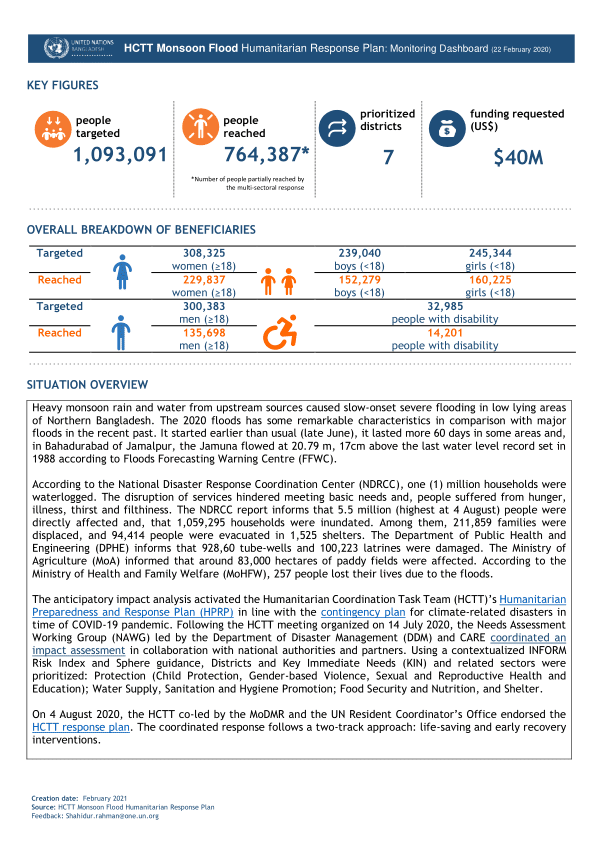 UNITED NATIONS
BANGLADESH
HCTT Monsoon Flood Humanitarian Response Plan: Monitoring Dashboard (22 February 2020)
KEY FIGURES
people targeted
1,093,091
people reached
764,387*
*Number of people partially reached by
the multi-sectoral response
prioritized districts
7
funding requested (US$)
$40M
OVERALL BREAKDOWN OF BENEFICIARIES
Targeted 308,325 239,040 245,344
women (≥18) boys (<18) girls (<18)
Reached 229,837 152,279 160,225
women (≥18) boys (<18) girls (<18)
Targeted 300,383 32,985
men (≥18) people with disability
Reached 135,698 14,201
men (≥18) people with disability
SITUATION OVERVIEW
Heavy monsoon rain and water from upstream sources caused slow-onset severe flooding in low lying areas
of Northern Bangladesh. The 2020 floods has some remarkable characteristics in comparison with major
floods in the recent past. It started earlier than usual (late June), it lasted more 60 days in some areas and,
in Bahadurabad of Jamalpur, the Jamuna flowed at 20.79 m, 17cm above the last water level record set in
1988 according to Floods Forecasting Warning Centre (FFWC).
According to the National Disaster Response Coordination Center (NDRCC), one (1) million households were
waterlogged. The disruption of services hindered meeting basic needs and, people suffered from hunger,
illness, thirst and filthiness. The NDRCC report informs that 5.5 million (highest at 4 August) people were
directly affected and, that 1,059,295 households were inundated. Among them, 211,859 families were
displaced, and 94,414 people were evacuated in 1,525 shelters. The Department of Public Health and
Engineering (DPHE) informs that 928,60 tube-wells and 100,223 latrines were damaged. The Ministry of
Agriculture (MoA) informed that around 83,000 hectares of paddy fields were affected. According to the
Ministry of Health and Family Welfare (MoHFW), 257 people lost their lives due to the floods.
The anticipatory impact analysis activated the Humanitarian Coordination Task Team (HCTT)'s Humanitarian
Preparedness and Response Plan (HPRP) in line with the contingency plan for climate-related disasters in
time of COVID-19 pandemic. Following the HCTT meeting organized on 14 July 2020, the Needs Assessment
Working Group (NAWG) led by the Department of Disaster Management (DDM) and CARE coordinated an
impact assessment in collaboration with national authorities and partners. Using a contextualized INFORM
Risk Index and Sphere guidance, Districts and Key Immediate Needs (KIN) and related sectors were
prioritized: Protection (Child Protection, Gender-based Violence, Sexual and Reproductive Health and
Education); Water Supply, Sanitation and Hygiene Promotion; Food Security and Nutrition, and Shelter.
On 4 August 2020, the HCTT co-led by the MoDMR and the UN Resident Coordinator's Office endorsed the
HCTT response plan. The coordinated response follows a two-track approach: life-saving and early recovery
interventions.
Creation date: February 2021
Source: HCTT Monsoon Flood Humanitarian Response Plan
Feedback: Shahidur.rahman@one.un.org